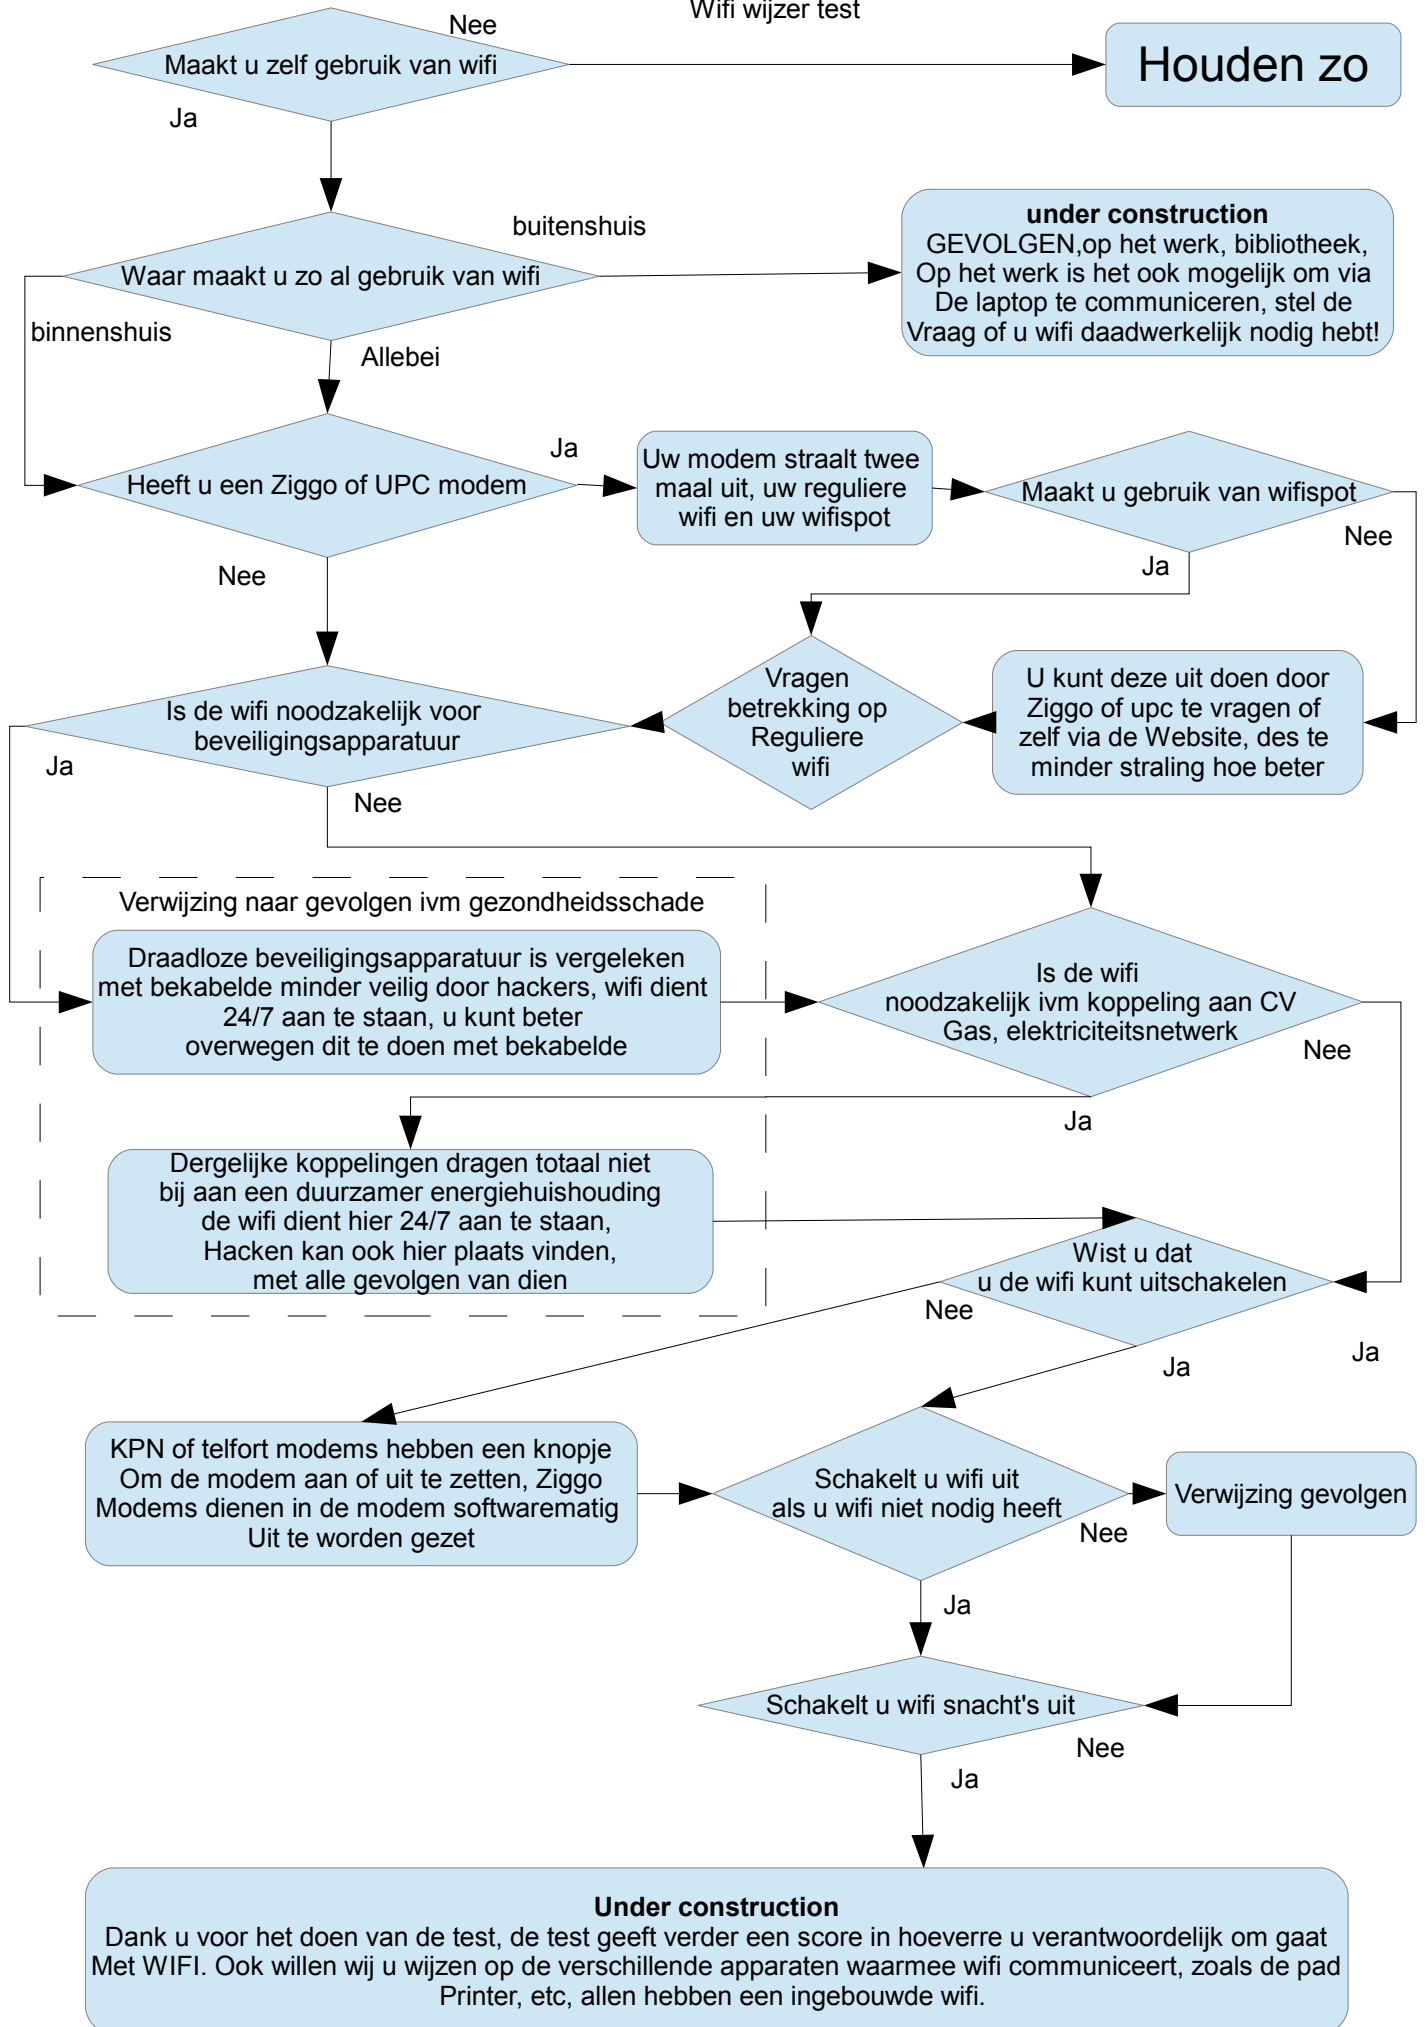 Wifi wijzer test
Nee
Maakt u zelf gebruik van wifi
Houden zo
Ja
buitenshuis
under construction
GEVOLGEN,op het werk, bibliotheek,
Op het werk is het ook mogelijk om via
De laptop te communiceren, stel de
Vraag of u wifi daadwerkelijk nodig hebt!
Waar maakt u zo al gebruik van wifi
binnenshuis
Allebei
Heeft u een Ziggo of UPC modem
Ja
Uw modem straalt twee
maal uit, uw reguliere
wifi en uw wifispot
Maakt u gebruik van wifispot
Nee
Ja
Nee
Vragen
betrekking op
Reguliere
wifi
U kunt deze uit doen door
Ziggo of upc te vragen of
zelf via de Website, des te
minder straling hoe beter
Is de wifi noodzakelijk voor
beveiligingsapparatuur
Ja
Nee
Verwijzing naar gevolgen ivm gezondheidsschade
Draadloze beveiligingsapparatuur is vergeleken
met bekabelde minder veilig door hackers, wifi dient
24/7 aan te staan, u kunt beter
overwegen dit te doen met bekabelde
Is de wifi
noodzakelijk ivm koppeling aan CV
Gas, elektriciteitsnetwerk
Nee
Ja
Dergelijke koppelingen dragen totaal niet
bij aan een duurzamer energiehuishouding
de wifi dient hier 24/7 aan te staan,
Hacken kan ook hier plaats vinden,
met alle gevolgen van dien
Wist u dat
u de wifi kunt uitschakelen
Nee
Ja
Ja
KPN of telfort modems hebben een knopje
Om de modem aan of uit te zetten, Ziggo
Modems dienen in de modem softwarematig
Uit te worden gezet
Schakelt u wifi uit
als u wifi niet nodig heeft
Nee
Verwijzing gevolgen
Ja
Schakelt u wifi snacht's uit
Nee
Ja
Under construction
Dank u voor het doen van de test, de test geeft verder een score in hoeverre u verantwoordelijk om gaat
Met WIFI. Ook willen wij u wijzen op de verschillende apparaten waarmee wifi communiceert, zoals de pad
Printer, etc, allen hebben een ingebouwde wifi.